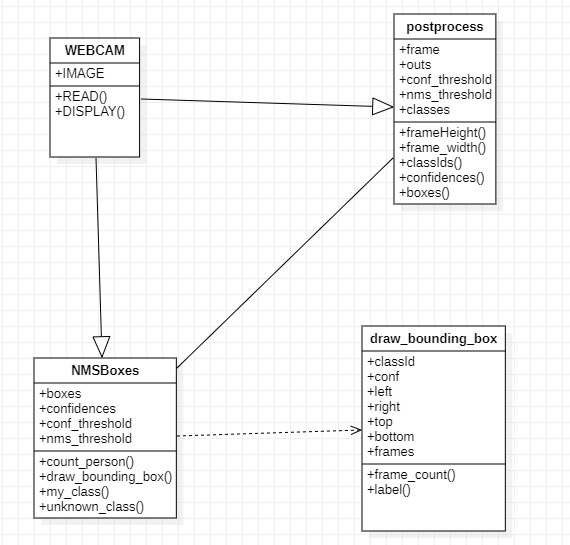 WEBCAM
+IMAGE
+READ()
+DISPLAY()
postprocess
+frame
+outs
+conf_threshold
+nms_threshold
+classes
+frameHeight()
+frame_width()
+classIds()
+confidences()
+boxes()
NMSBoxes
+boxes
+confidences
+conf_threshold
+nms_threshold
+count_person()
+draw_bounding_box()
+my_class()
+unknown_class()
draw_bounding_box
+classId
+conf
+left
+right
+top
+bottom
+frames
+frame_count()
+label()